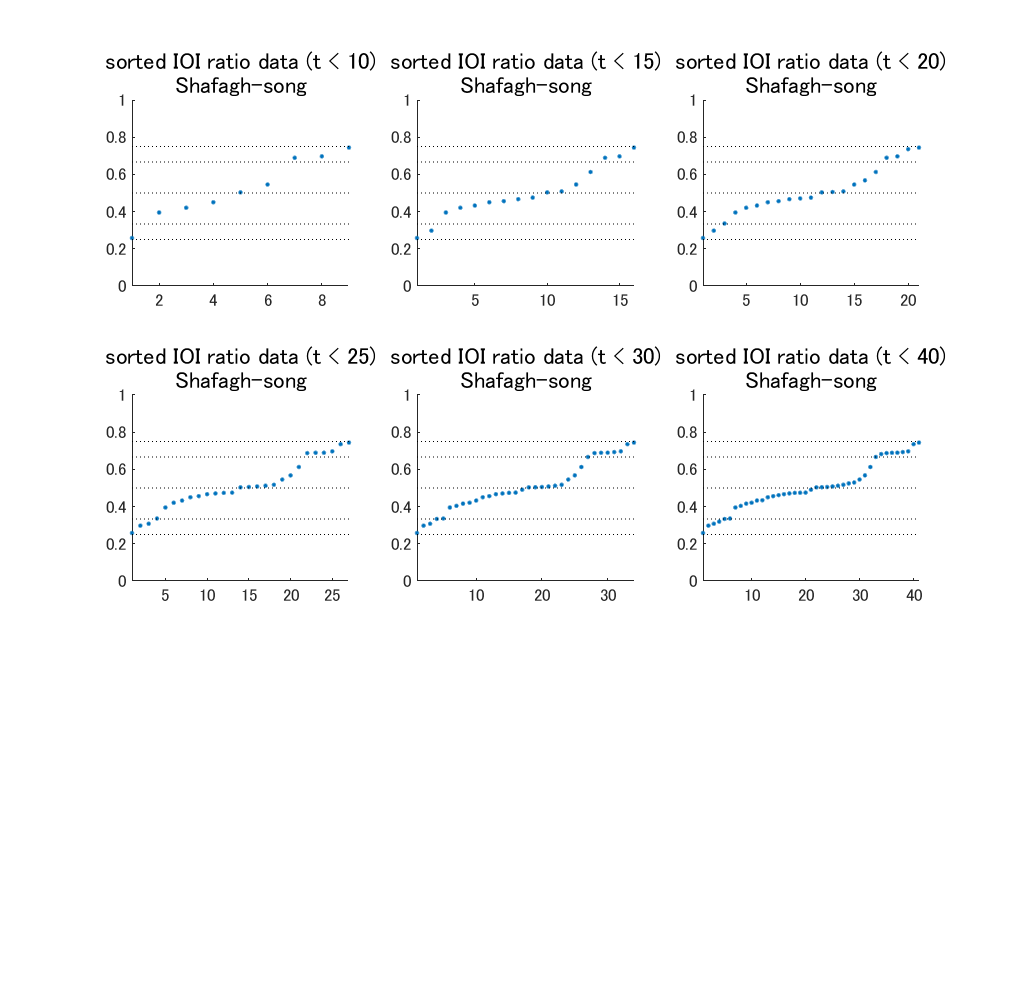 sorted IOI ratio data (t < 10)
Shafagh-song
1
0.8
0.6
0.4
0.2
0
2 4 6 8
sorted IOI ratio data (t < 15)
Shafagh-song
1
0.8
0.6
0.4
0.2
0
5 10 15
sorted IOI ratio data (t < 20)
Shafagh-song
1
0.8
0.6
0.4
0.2
0
5 10 15 20
sorted IOI ratio data (t < 25)
Shafagh-song
1
0.8
0.6
0.4
0.2
0
5 10 15 20 25
sorted IOI ratio data (t < 30)
Shafagh-song
1
0.8
0.6
0.4
0.2
0
10 20 30
sorted IOI ratio data (t < 40)
Shafagh-song
1
0.8
0.6
0.4
0.2
0
10 20 30 40